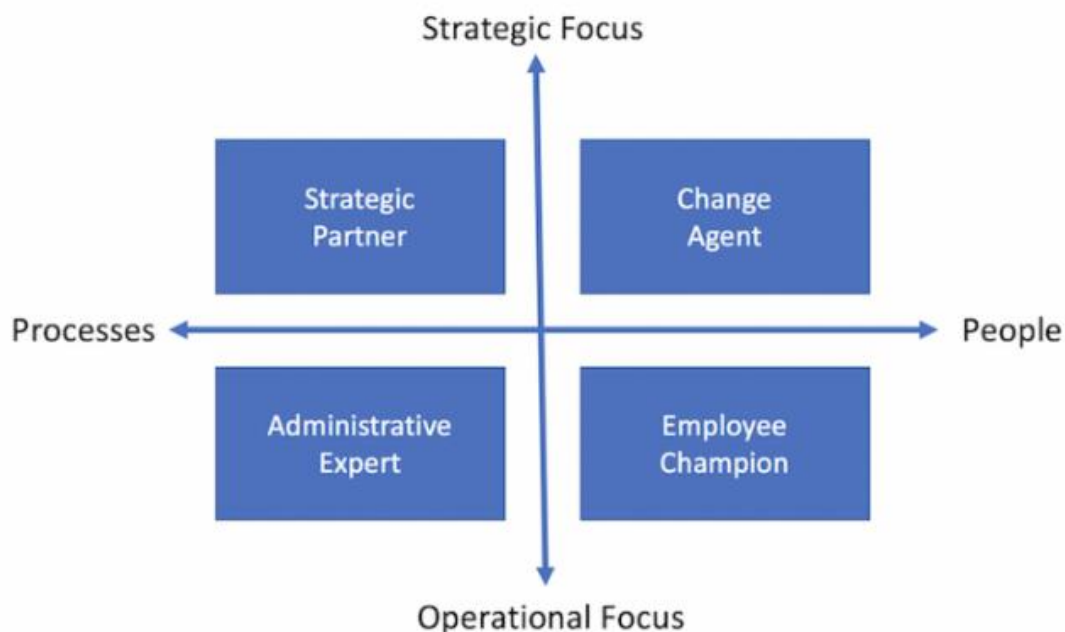 Strategic Focus
Strategic
Partner
Change
Agent
Processes
People
Administrative
Expert
Employee
Champion
Operational Focus